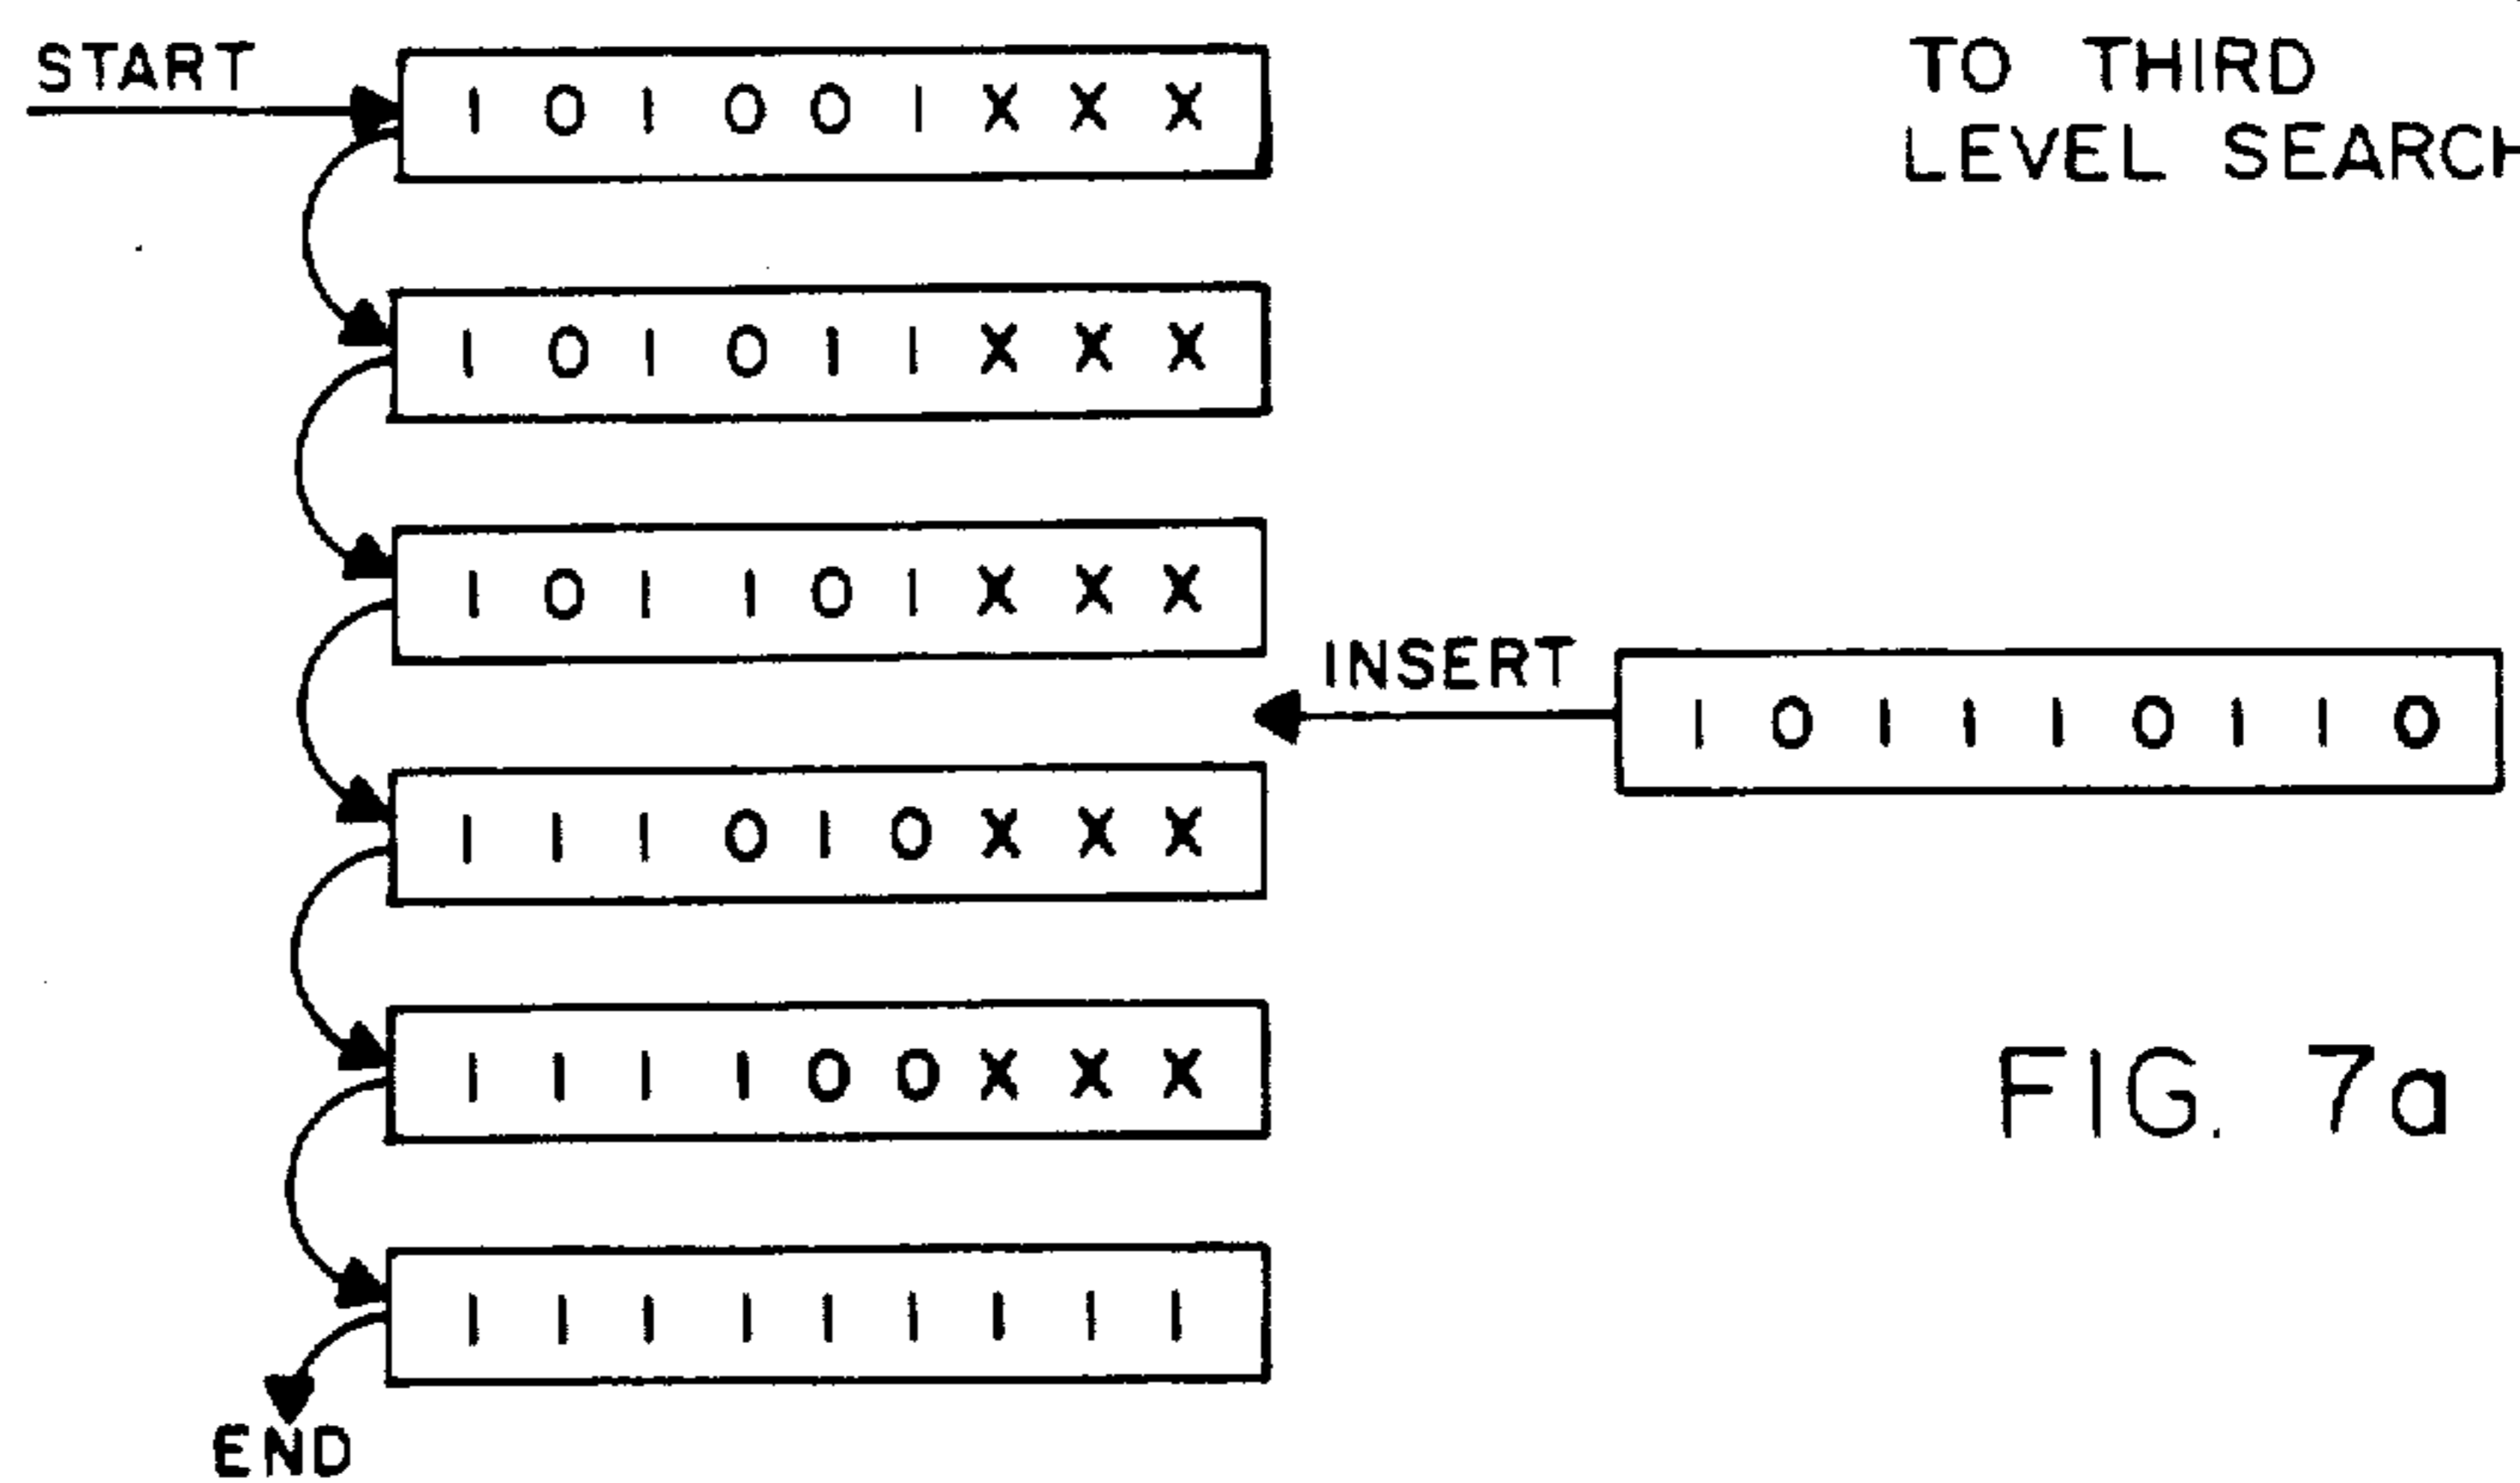 START
1 0 1 0 0 1 X X X
TO THIRD
LEVEL SEARCH
1 0 1 0 1 1 X X X
1 0 1 1 0 1 X X X
INSERT
1 0 1 1 1 0 1 1 0
1 1 1 0 1 0 X X X
1 1 1 1 0 0 X X X
FIG. 7a
1 1 1 1 1 1 1 1 1
END